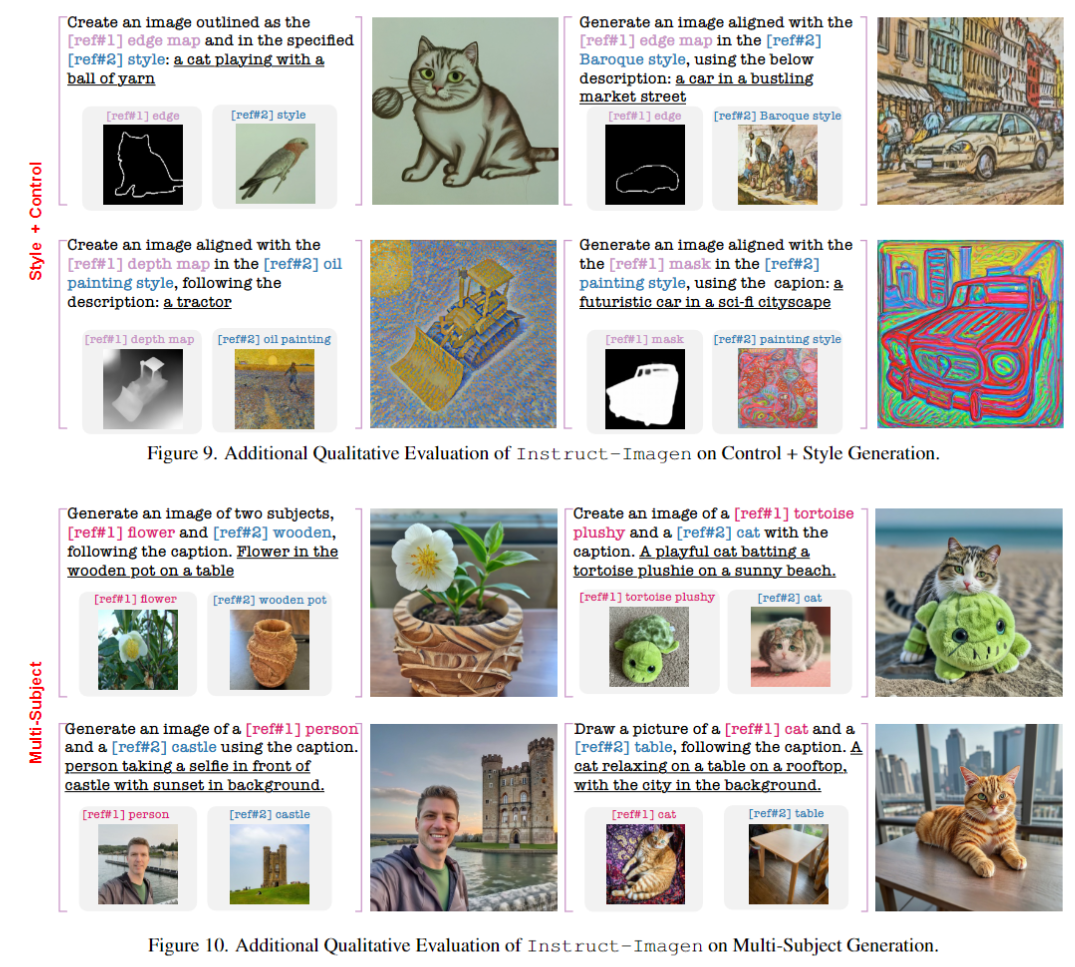 Style + Control
Create an image outlined as the
[ref#1] edge map and in the specified
[ref#2] style: a cat playing with a
ball of yarn
[ref#1] edge
[ref#2] style
Generate an image aligned with the
[ref#1] edge map in the [ref#2]
Baroque style, using the below
description: a car in a bustling
market street
[ref#1] edge
[ref#2] Baroque style
Create an image aligned with the
[ref#1] depth map in the [ref#2] oil
painting style, following the
description: a tractor
[ref#1] depth map
[ref#2] oil painting
Generate an image aligned with the
the [ref#1] mask in the [ref#2]
painting style, using the capion: a
futuristic car in a sci-fi cityscape
[ref#1] mask
[ref#2] painting style
Figure 9. Additional Qualitative Evaluation of Instruct-Imagen on Control + Style Generation.
Multi-Subject
Generate an image of two subjects,
[ref#1] flower and [ref#2] wooden,
following the caption. Flower in the
wooden pot on a table
[ref#1] flower
[ref#2] wooden pot
Create an image of a [ref#1] tortoise
plushy and a [ref#2] cat with the
caption. A playful cat batting a
tortoise plushie on a sunny beach.
[ref#1] tortoise plushy
[ref#2] cat
Generate an image of a [ref#1] person
and a [ref#2] castle using the caption.
person taking a selfie in front of
castle with sunset in background.
[ref#1] person
[ref#2] castle
Draw a picture of a [ref#1] cat and a
[ref#2] table, following the caption. A
cat relaxing on a table on a rooftop,
with the city in the background.
[ref#1] cat
[ref#2] table
Figure 10. Additional Qualitative Evaluation of Instruct-Imagen on Multi-Subject Generation.